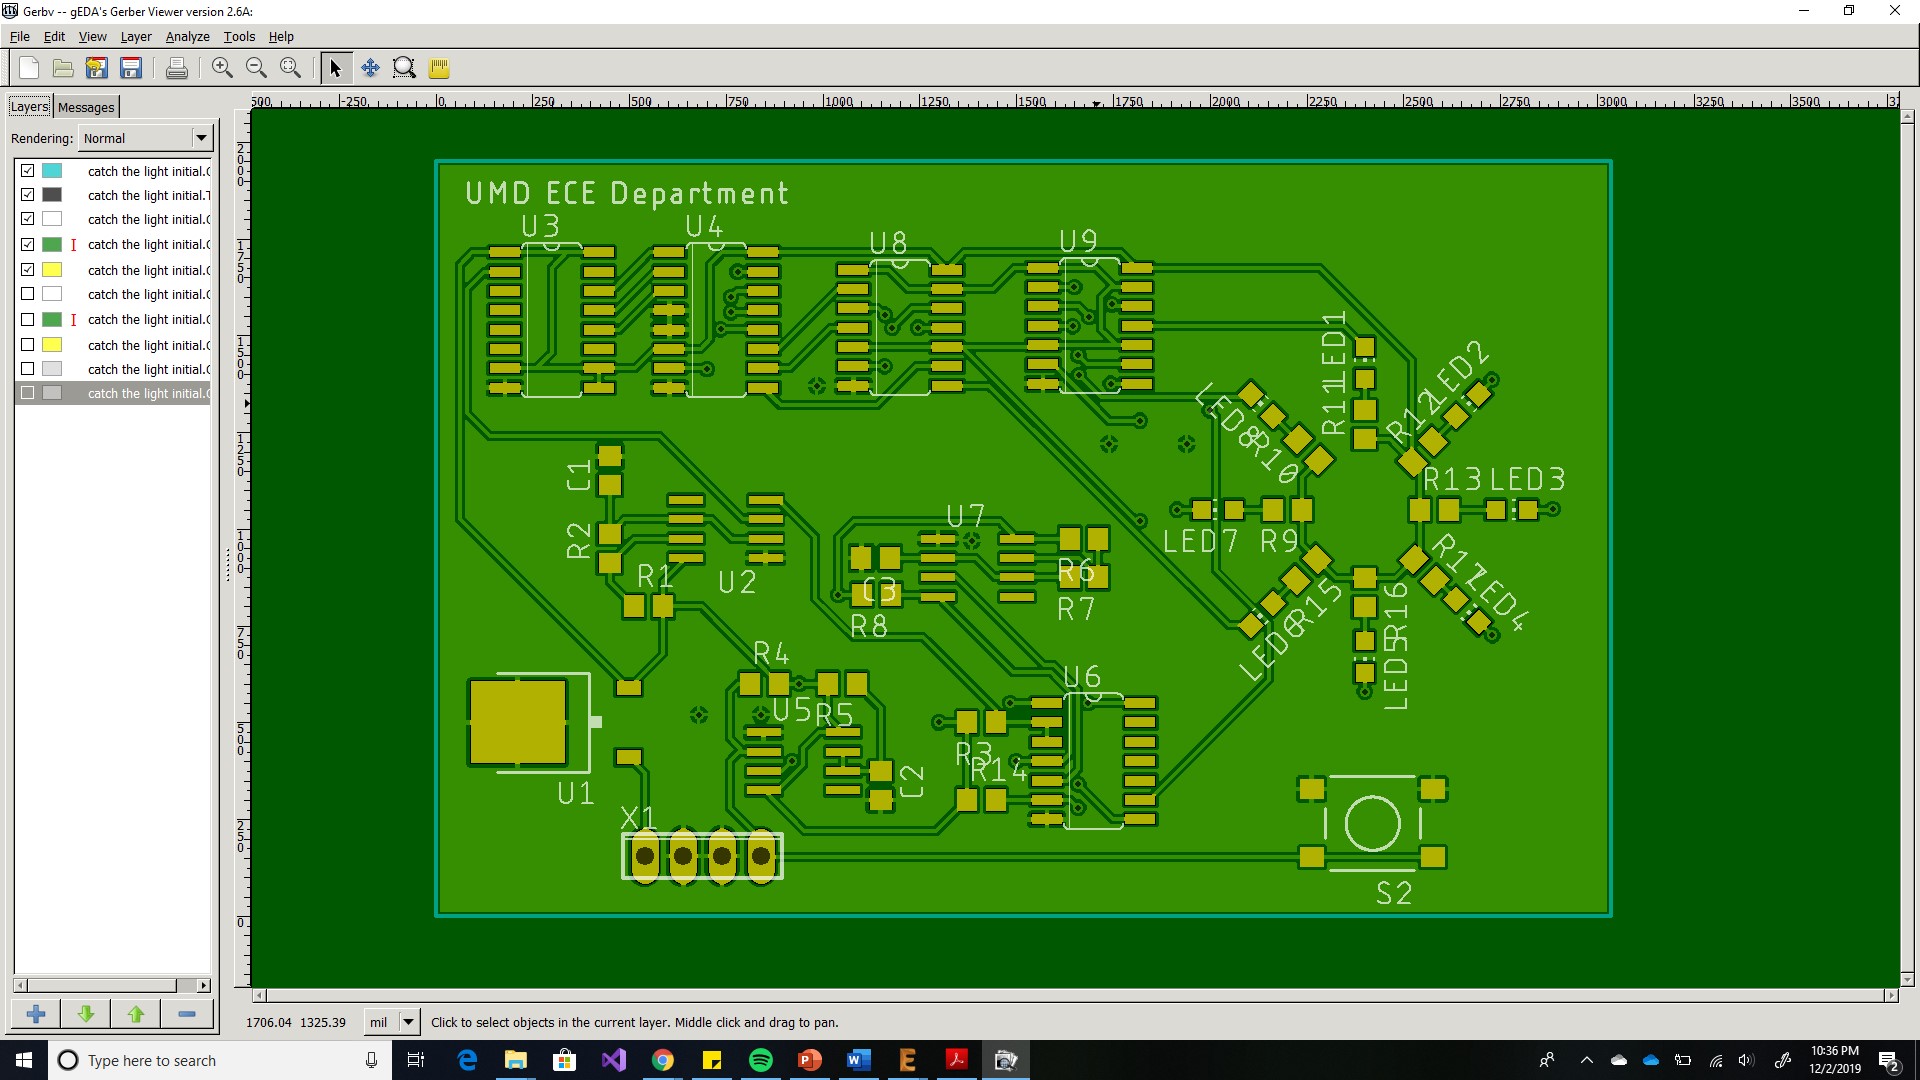 Gerbv -- gEDA's Gerber Viewer version 2.6A:
File Edit View Layer Analyze Tools Help
Layers Messages
Rendering: Normal
catch the light initial.
catch the light initial.
catch the light initial.
catch the light initial.
catch the light initial.
catch the light initial.
catch the light initial.
catch the light initial.
catch the light initial.
catch the light initial.
-250 0 250 500 750 1000 1250 1500 1750 2000 2250 2500 2750 3000 3250 3500
2000
1750
1500
1250
1000
750
500
250
0
UMD ECE Department
U3 U4 U8 U9
LED1
R11
LED2
R12
LED8
R10
R13 LED3
C1
R2
U7
LED7 R9
R1 U2
C3
R6
R7
R8
R17
LED4
R15
LED6
R16
LED5
R4
U6
U5 R5
R3
R14
C2
U1
X1
S2
1706.04 1325.39 mil Click to select objects in the current layer. Middle click and drag to pan.
Type here to search
10:36 PM
12/2/2019
2